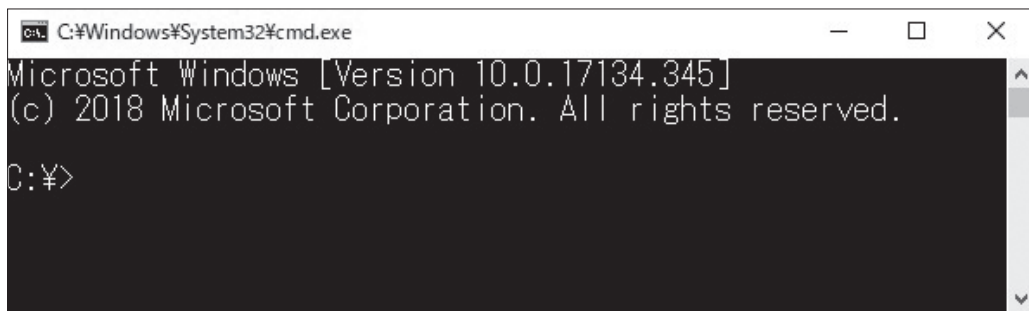 C:¥Windows¥System32¥cmd.exe
Microsoft Windows [Version 10.0.17134.345]
(c) 2018 Microsoft Corporation. All rights reserved.
C:¥>